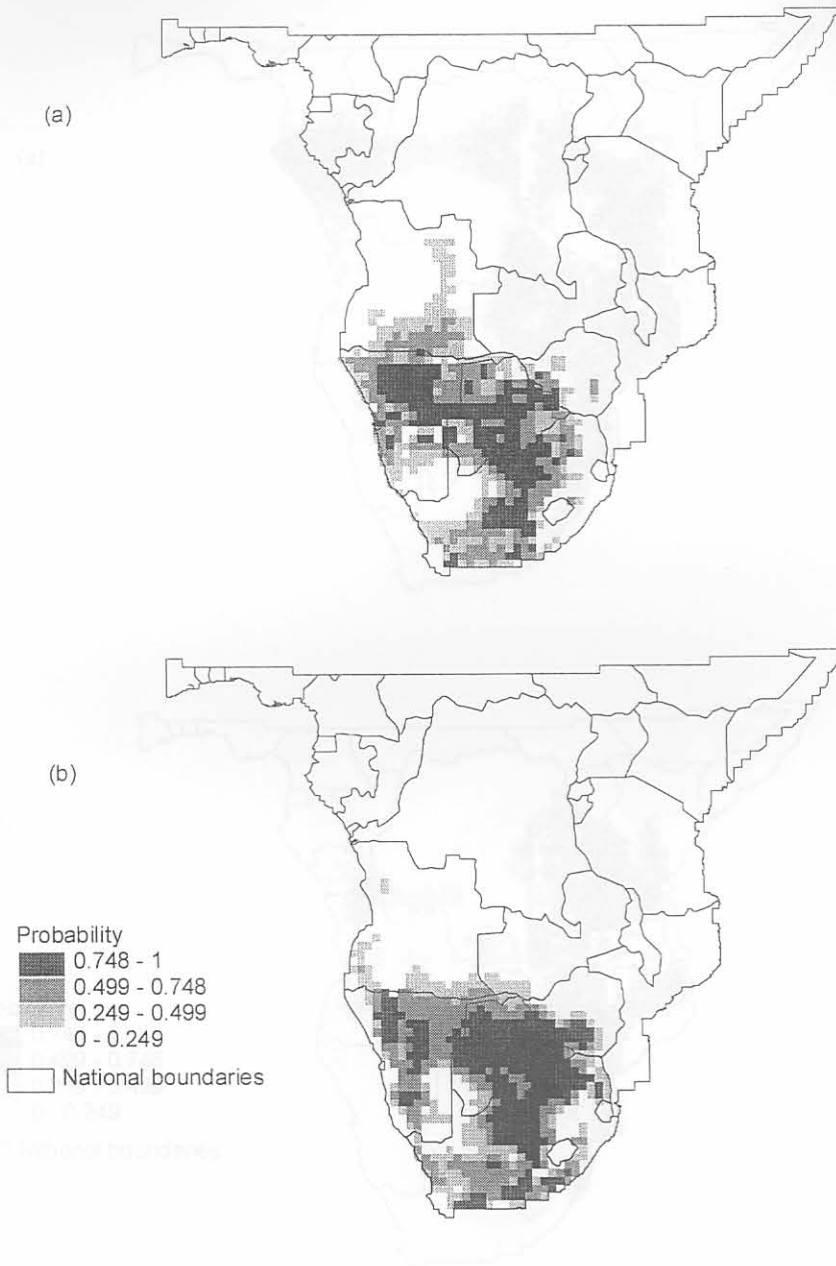 (a)
(b)
Probability
0.748 - 1
0.499 - 0.748
0.249 - 0.499
0 - 0.249
National boundaries